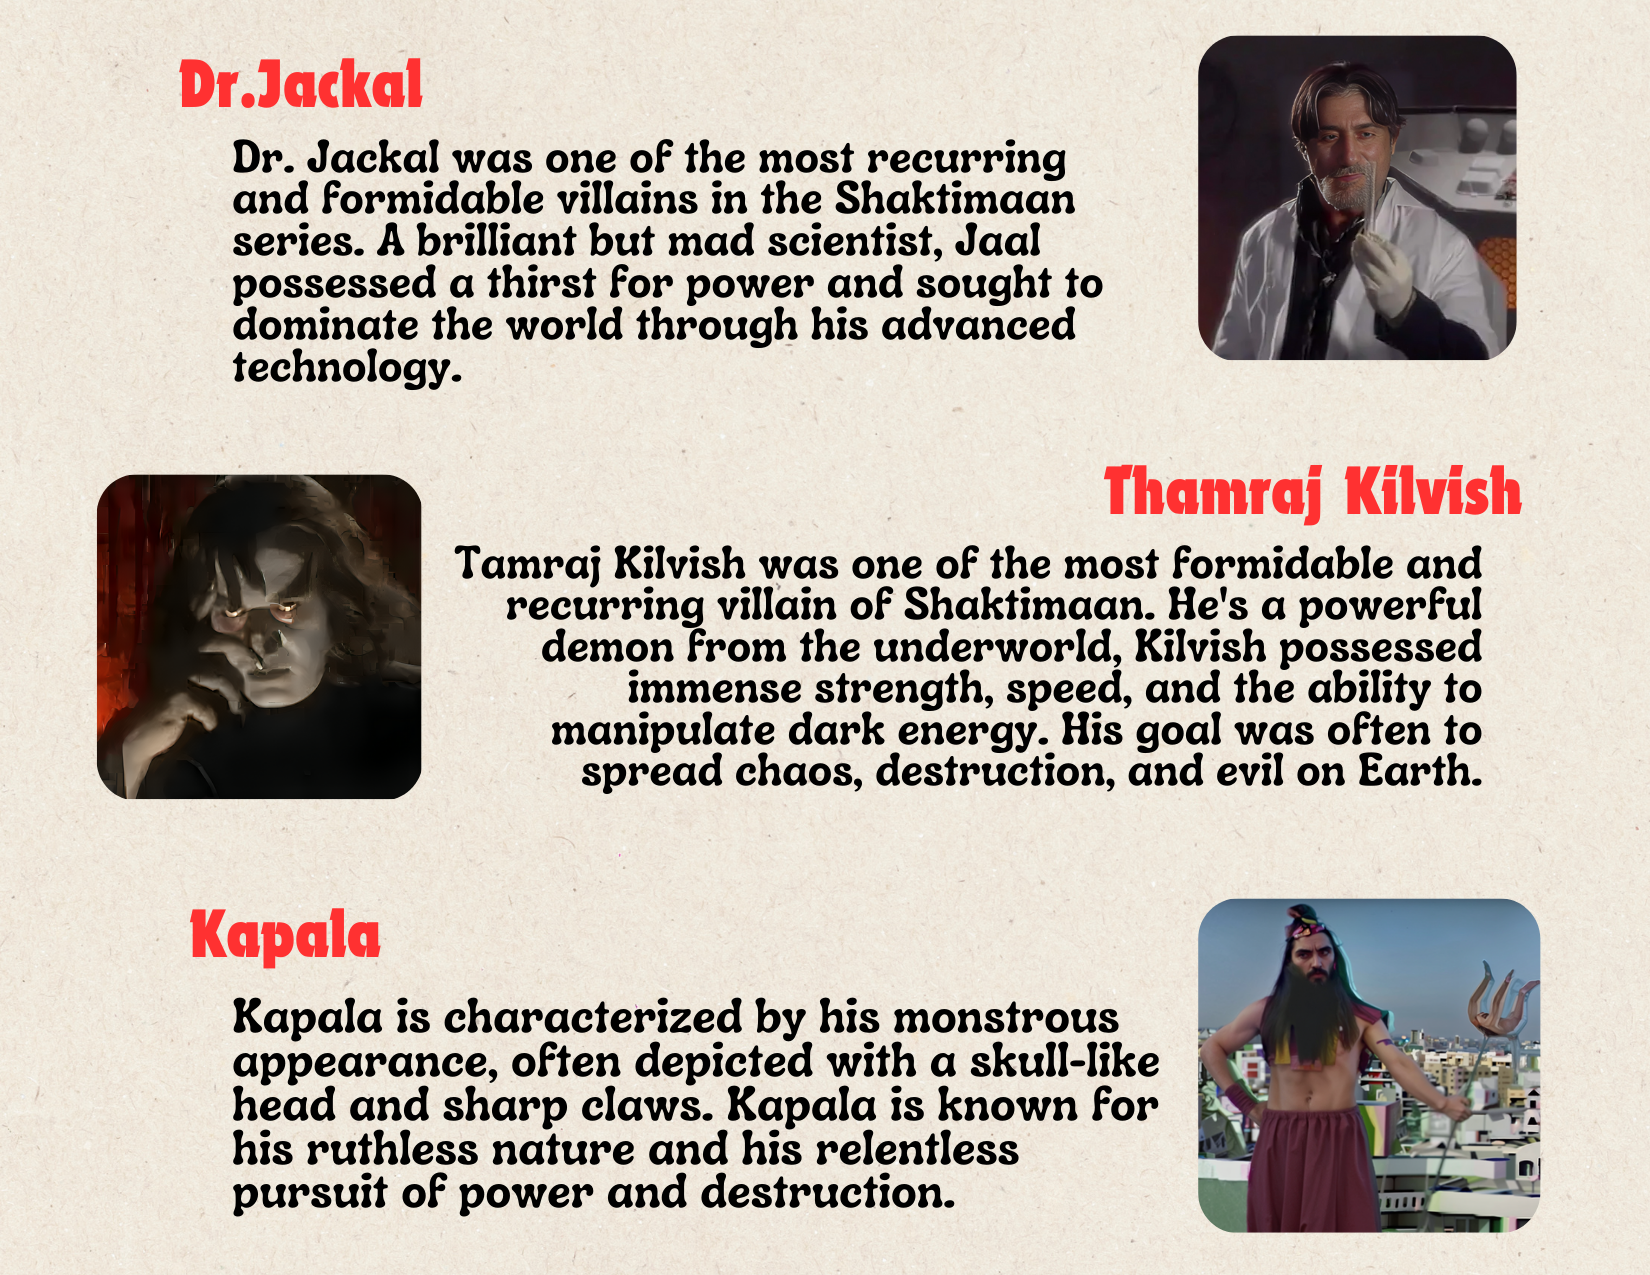 Dr.Jackal
Dr. Jackal was one of the most recurring
and formidable villains in the Shaktimaan
series. A brilliant but mad scientist, Jaal
possessed a thirst for power and sought to
dominate the world through his advanced
technology.
Thamraj Kilvish
Tamraj Kilvish was one of the most formidable and
recurring villain of Shaktimaan. He's a powerful
demon from the underworld, Kilvish possessed
immense strength, speed, and the ability to
manipulate dark energy. His goal was often to
spread chaos, destruction, and evil on Earth.
Kapala
Kapala is characterized by his monstrous
appearance, often depicted with a skull-like
head and sharp claws. Kapala is known for
his ruthless nature and his relentless
pursuit of power and destruction.